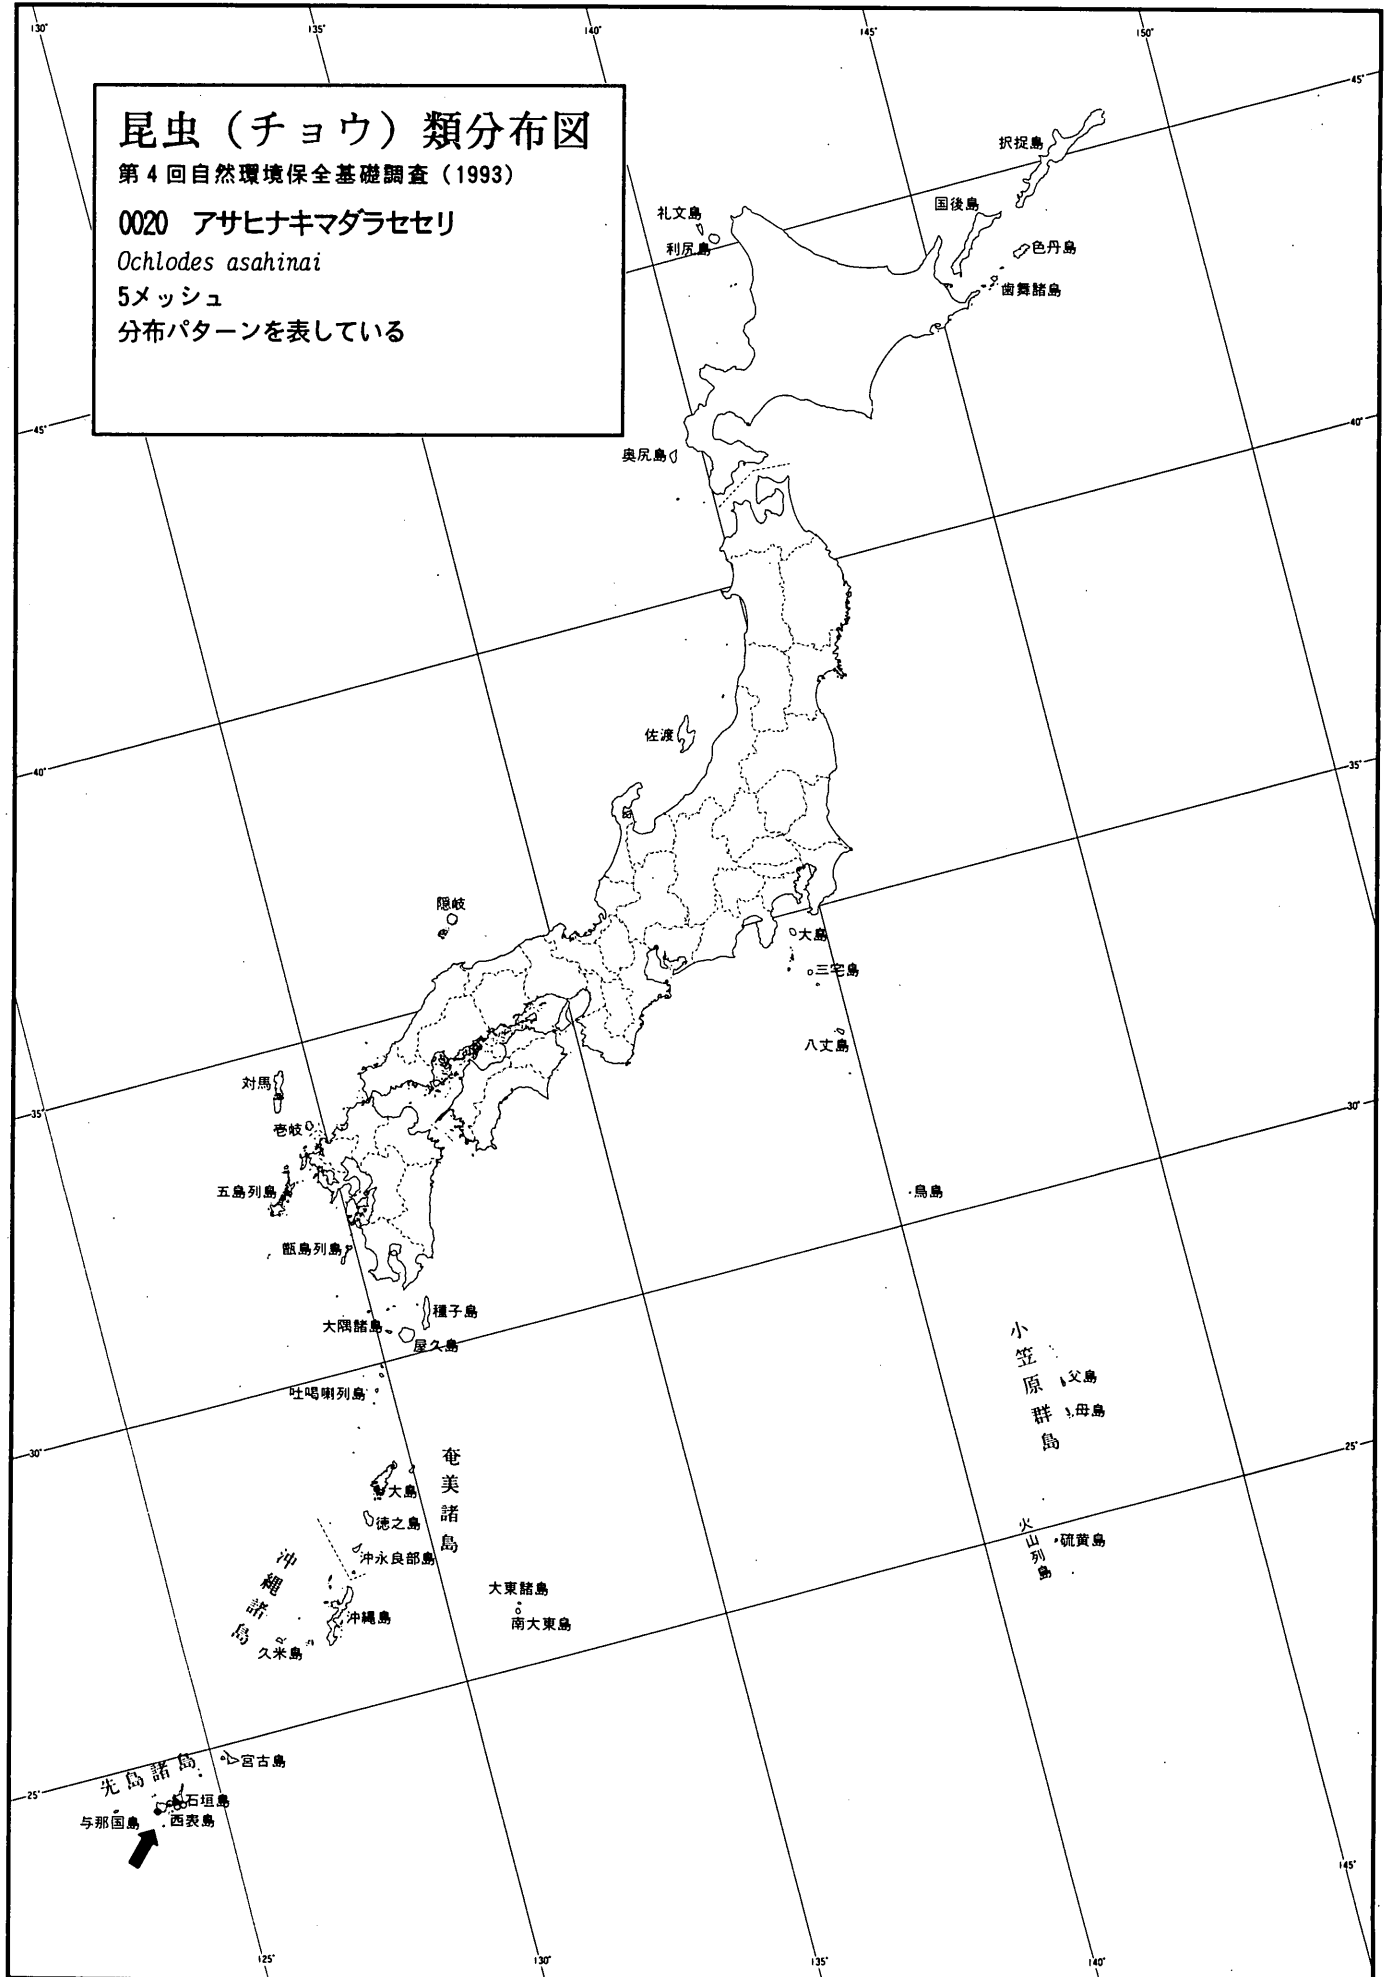 130°
135°
140°
145°
150°
45°
昆虫（チョウ）類分布図
第4回自然環境保全基礎調査（1993）
0020 アサヒナキマダラセセリ
Ochlodes asahinai
5メッシュ
分布パターンを表している
択捉島
国後島
礼文島
利尻島
色丹島
歯舞諸島
45°
40°
奥尻島
佐渡
40°
35°
隠岐
大島
三宅島
八丈島
対馬
35°
壱岐
30°
五島列島
鳥島
甑島列島
種子島
大隅諸島
屋久島
小笠原群島
父島
吐喝喇列島
母島
30°
奄美諸島
25°
大島
徳之島
火山列島
硫黄島
沖永良部島
沖縄諸島
大東諸島
沖縄島
南大東島
久米島
宮古島
先島諸島
25°
石垣島
与那国島
西表島
145°
125°
130°
135°
140°